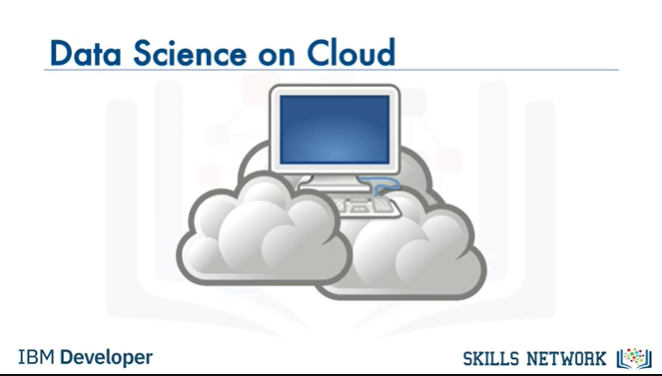 Data Science on Cloud
IBM Developer
SKILLS NETWORK